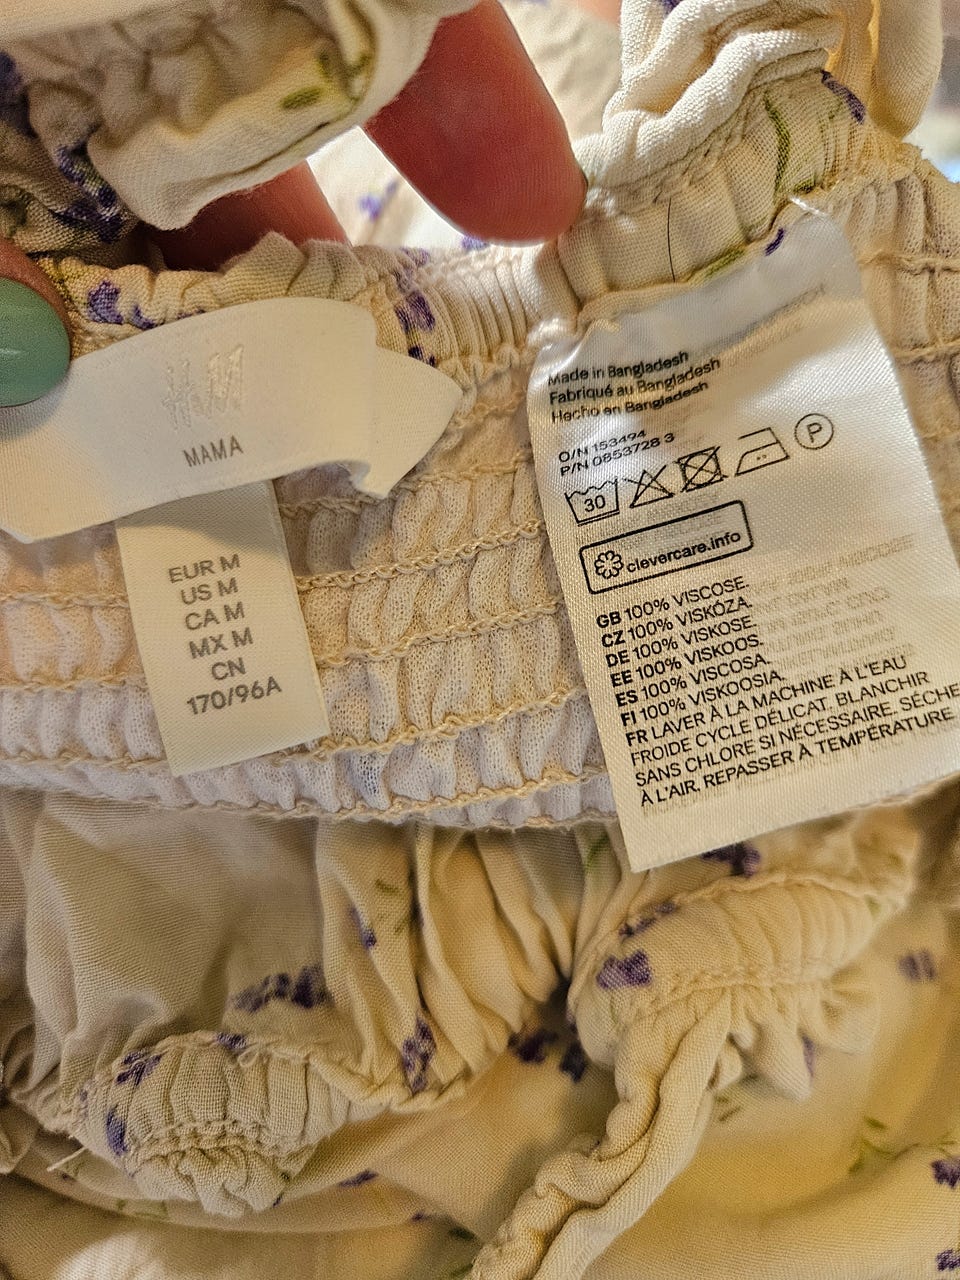 H&M
MAMA
EUR M
US M
CA M
MX M
CN
170/96A
Made in Bangladesh
Fabriqué au Bangladesh
Hecho en Bangladesh
O/N 153494
P/N 0853728 3
30
P
clevercare.info
GB 100% VISCOSE.
CZ 100% VISKÓZA.
DE 100% VISKOSE.
EE 100% VISKOOS.
ES 100% VISCOSA.
FI 100% VISKOOSIA.
FR LAVER À LA MACHINE À L'EAU
FROIDE CYCLE DÉLICAT. BLANCHIR
SANS CHLORE SI NÉCESSAIRE. SÉCHE
À L'AIR. REPASSER À TEMPÉRATURE